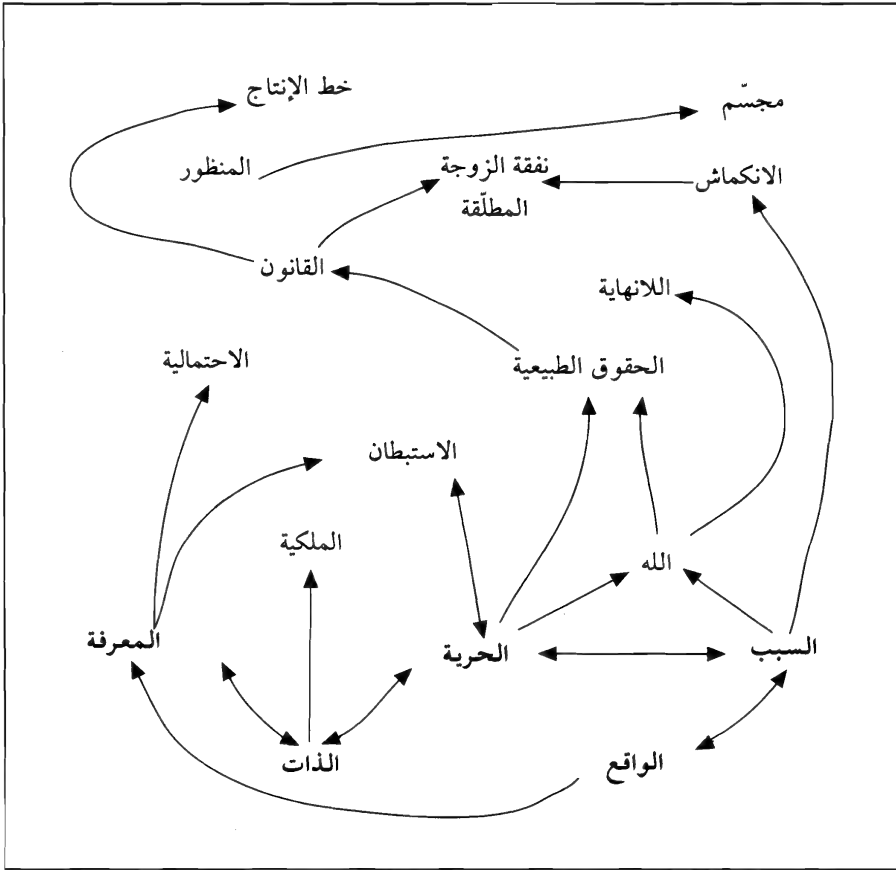 خط الإنتاج
مجسّم
المنظور
نفقة الزوجة
المطلّقة
الانكماش
القانون
اللانهاية
الاحتمالية
الحقوق الطبيعية
الاستبطان
الملكية
الله
المعرفة
الحرية
السبب
الذات
الواقع